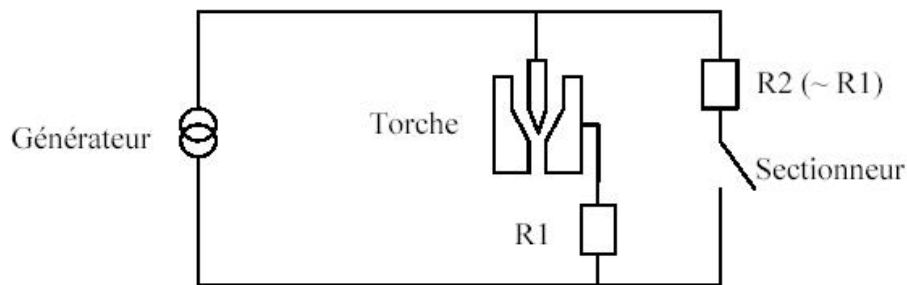 Générateur
Torche
R1
R2 (~ R1)
Sectionneur